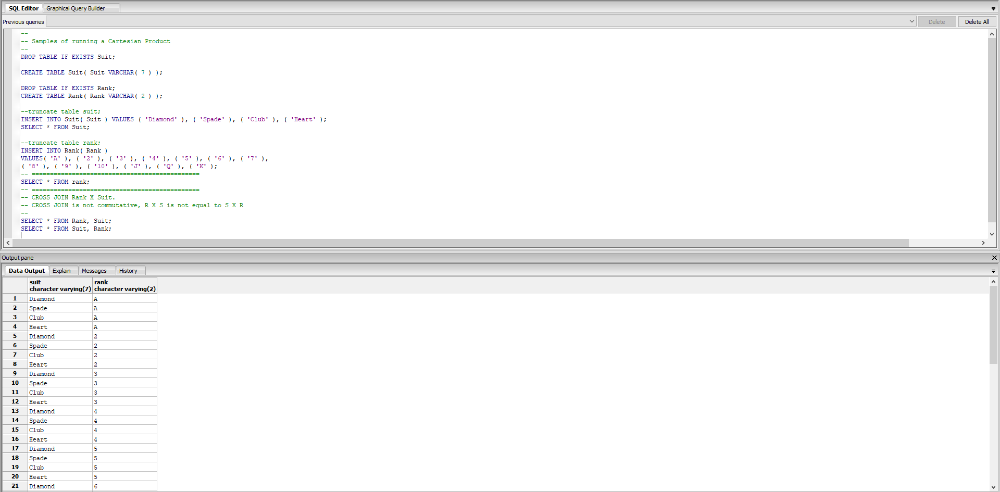 SQL Editor Graphical Query Builder
Previous queries Delete Delete All
--
-- Samples of running a Cartesian Product
--
DROP TABLE IF EXISTS Suit;
CREATE TABLE Suit( Suit VARCHAR( 7 ) );
DROP TABLE IF EXISTS Rank;
CREATE TABLE Rank( Rank VARCHAR( 2 ) );
--truncate table suit;
INSERT INTO Suit( Suit ) VALUES ( 'Diamond' ), ( 'Spade' ), ( 'Club' ), ( 'Heart' );
SELECT * FROM Suit;
--truncate table rank;
INSERT INTO Rank( Rank )
VALUES( 'A' ), ( '2' ), ( '3' ), ( '4' ), ( '5' ), ( '6' ), ( '7' ),
( '8' ), ( '9' ), ( '10' ), ( 'J' ), ( 'Q' ), ( 'K' );
-- ==============================================
SELECT * FROM rank;
-- ==============================================
-- CROSS JOIN Rank X Suit.
-- CROSS JOIN is not commutative, R X S is not equal to S X R
--
SELECT * FROM Rank, Suit;
SELECT * FROM Suit, Rank;
Output pane
Data Output Explain Messages History
suit rank
character varying(7) character varying(2)
1 Diamond A
2 Spade A
3 Club A
4 Heart A
5 Diamond 2
6 Spade 2
7 Club 2
8 Heart 2
9 Diamond 3
10 Spade 3
11 Club 3
12 Heart 3
13 Diamond 4
14 Spade 4
15 Club 4
16 Heart 4
17 Diamond 5
18 Spade 5
19 Club 5
20 Heart 5
21 Diamond 6